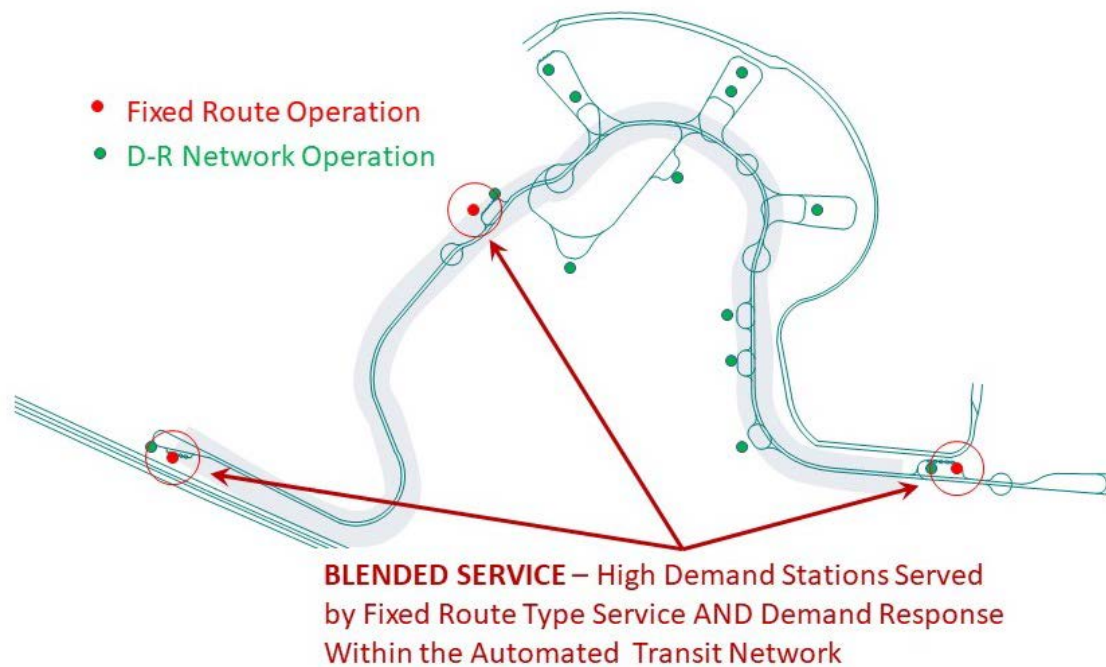 Fixed Route Operation
D-R Network Operation
BLENDED SERVICE – High Demand Stations Served
by Fixed Route Type Service AND Demand Response
Within the Automated Transit Network